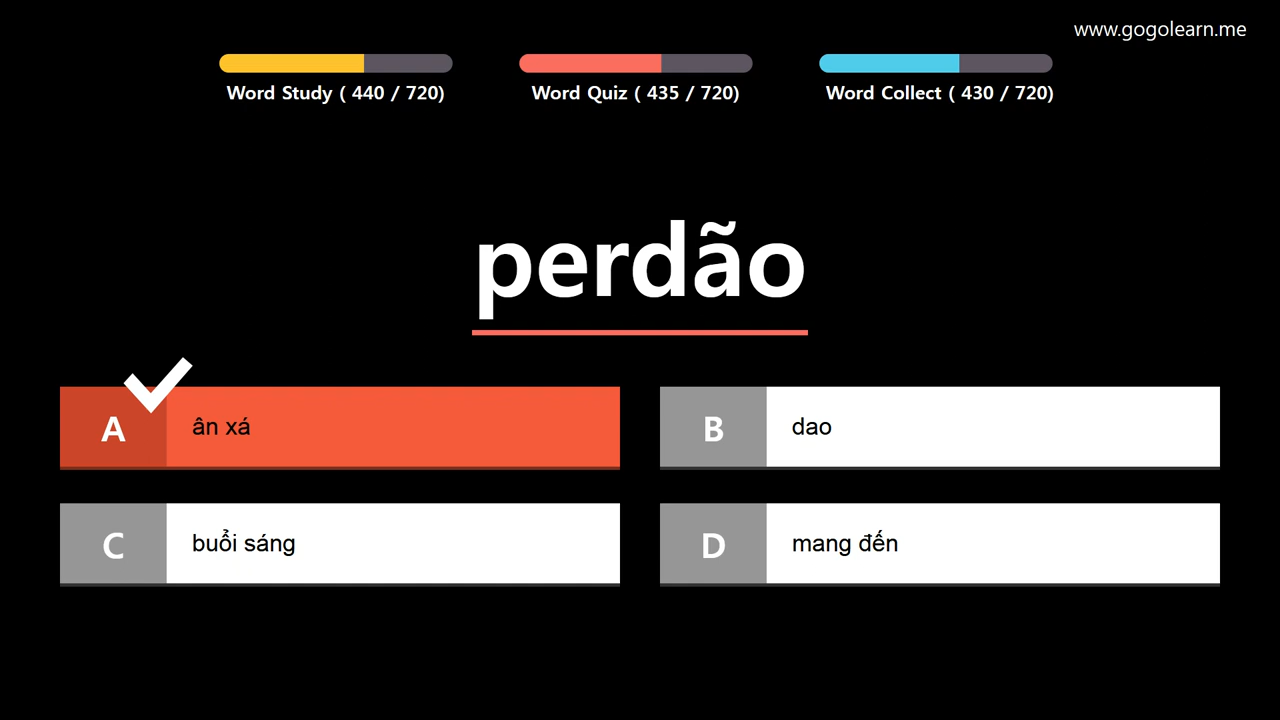 www.gogolearn.me
Word Study ( 440 / 720)
Word Quiz ( 435 / 720)
Word Collect ( 430 / 720)
perdão
A
ân xá
B
dao
C
buổi sáng
D
mang đến